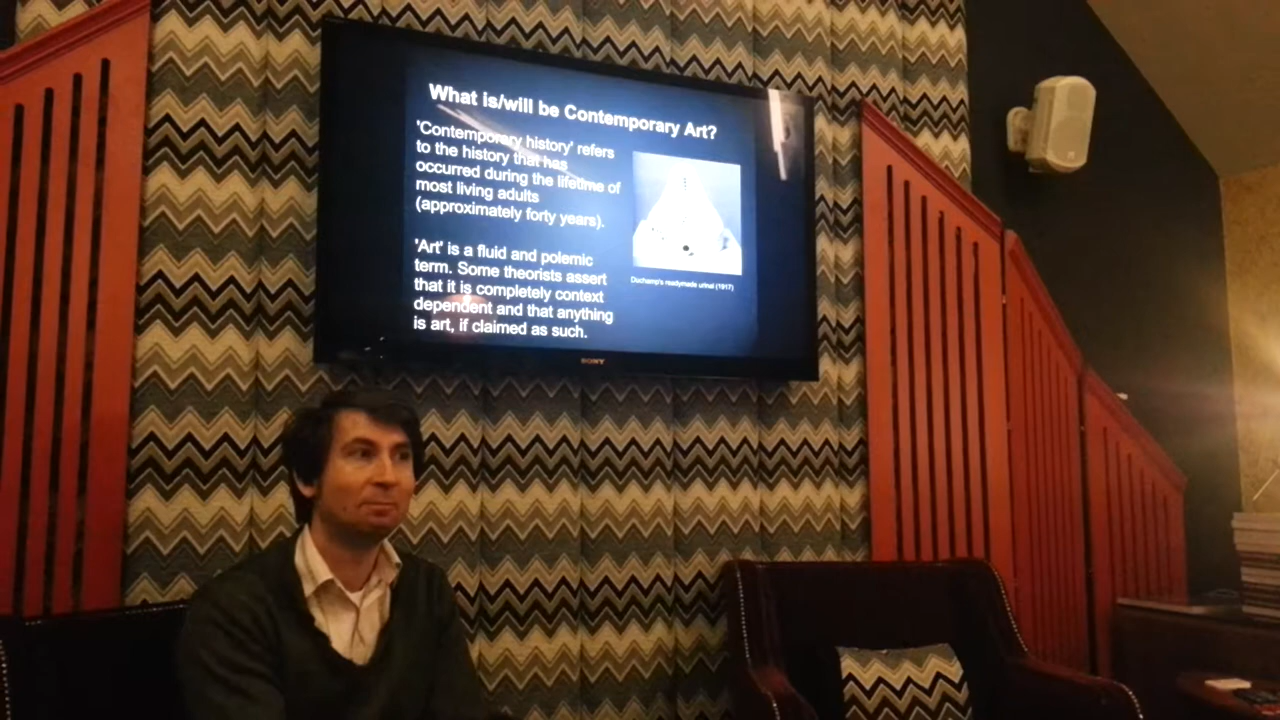 What is/will be Contemporary Art?
'Contemporary history' refers
to the history that has
occurred during the lifetime of
most living adults
(approximately forty years).
'Art' is a fluid and polemic
term. Some theorists assert
that it is completely context
dependent and that anything
is art, if claimed as such.
Duchamp's readymade urinal (1917)
SONY